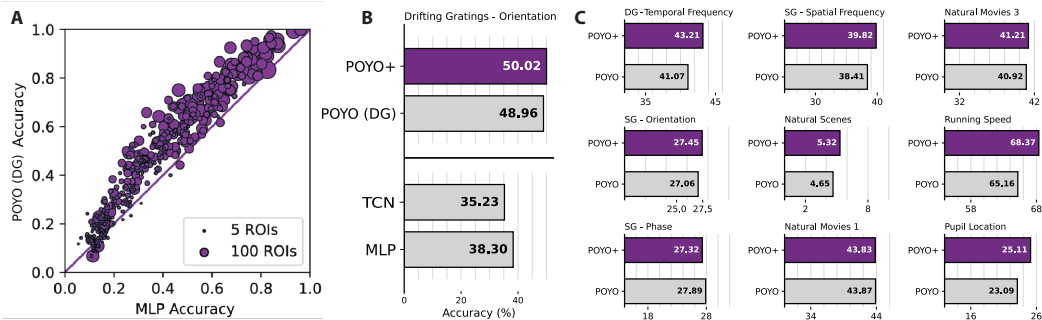 A
POYO (DG) Accuracy
1.0
0.8
0.6
0.4
0.2
0.0
0.0 0.2 0.4 0.6 0.8 1.0
MLP Accuracy
5 ROIs
100 ROIs
B
Drifting Gratings - Orientation
POYO+ 50.02
POYO (DG) 48.96
TCN 35.23
MLP 38.30
0 20 40
Accuracy (%)
C
DG - Temporal Frequency
POYO+ 43.21
POYO 41.07
35 45
SG - Spatial Frequency
POYO+ 39.82
POYO 38.41
30 40
Natural Movies 3
POYO+ 41.21
POYO 40.92
32 42
SG - Orientation
POYO+ 27.45
POYO 27.06
25,0 27,5
Natural Scenes
POYO+ 5.32
POYO 4.65
2 8
Running Speed
POYO+ 68.37
POYO 65.16
58 68
SG - Phase
POYO+ 27.32
POYO 27.89
18 28
Natural Movies 1
POYO+ 43.83
POYO 43.87
34 44
Pupil Location
POYO+ 25.11
POYO 23.09
16 26